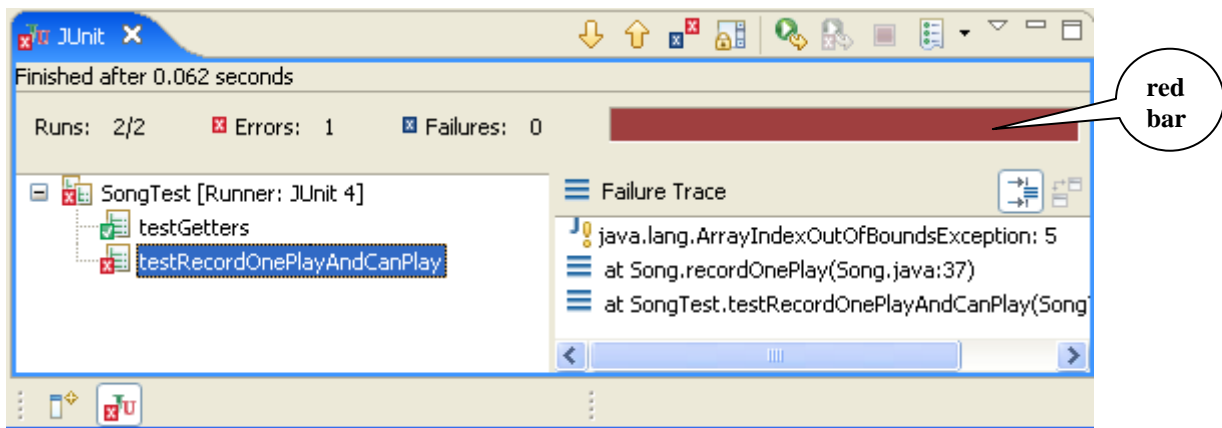 JUnit
Finished after 0.062 seconds
red
bar
Runs: 2/2 Errors: 1 Failures: 0
SongTest [Runner: JUnit 4]
testGetters
testRecordOnePlayAndCanPlay
Failure Trace
java.lang.ArrayIndexOutOfBoundsException: 5
at Song.recordOnePlay(Song.java:37)
at SongTest.testRecordOnePlayAndCanPlay(Song